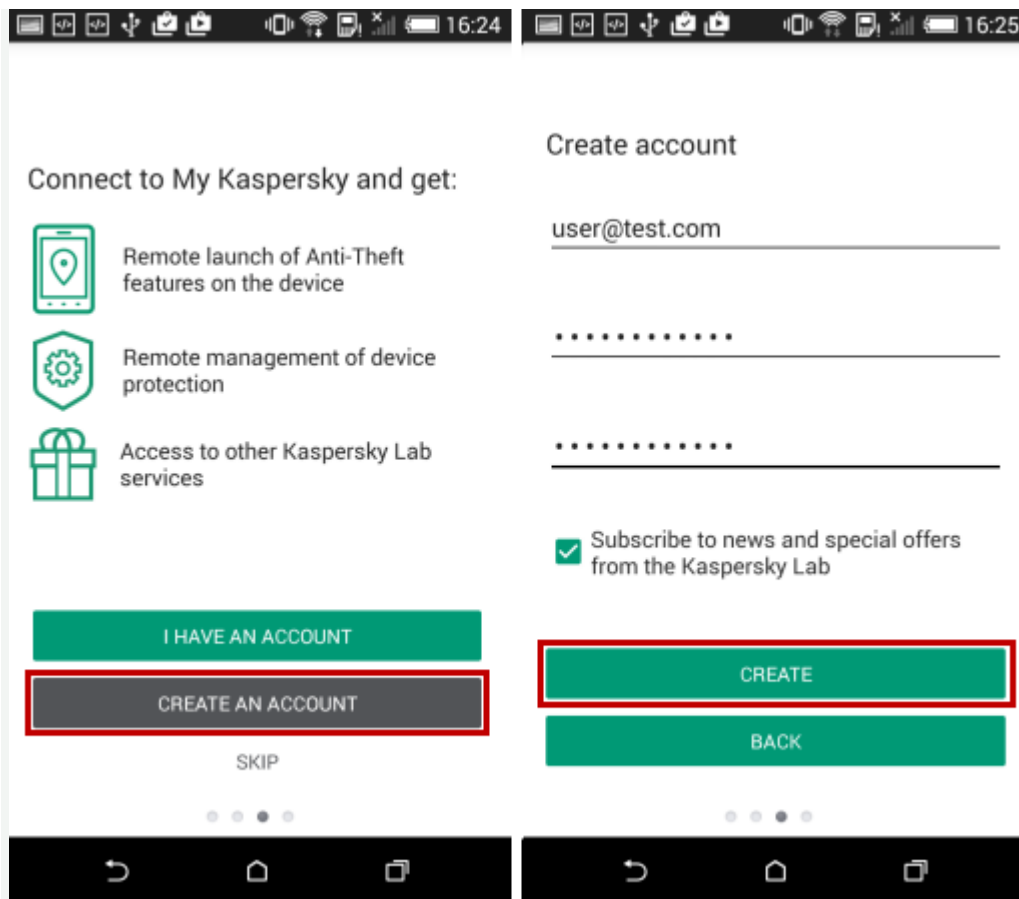 16:24
Connect to My Kaspersky and get:
Remote launch of Anti-Theft
features on the device
Remote management of device
protection
Access to other Kaspersky Lab
services
I HAVE AN ACCOUNT
CREATE AN ACCOUNT
SKIP
16:25
Create account
user@test.com
••••••••••••
••••••••••••
Subscribe to news and special offers
from the Kaspersky Lab
CREATE
BACK